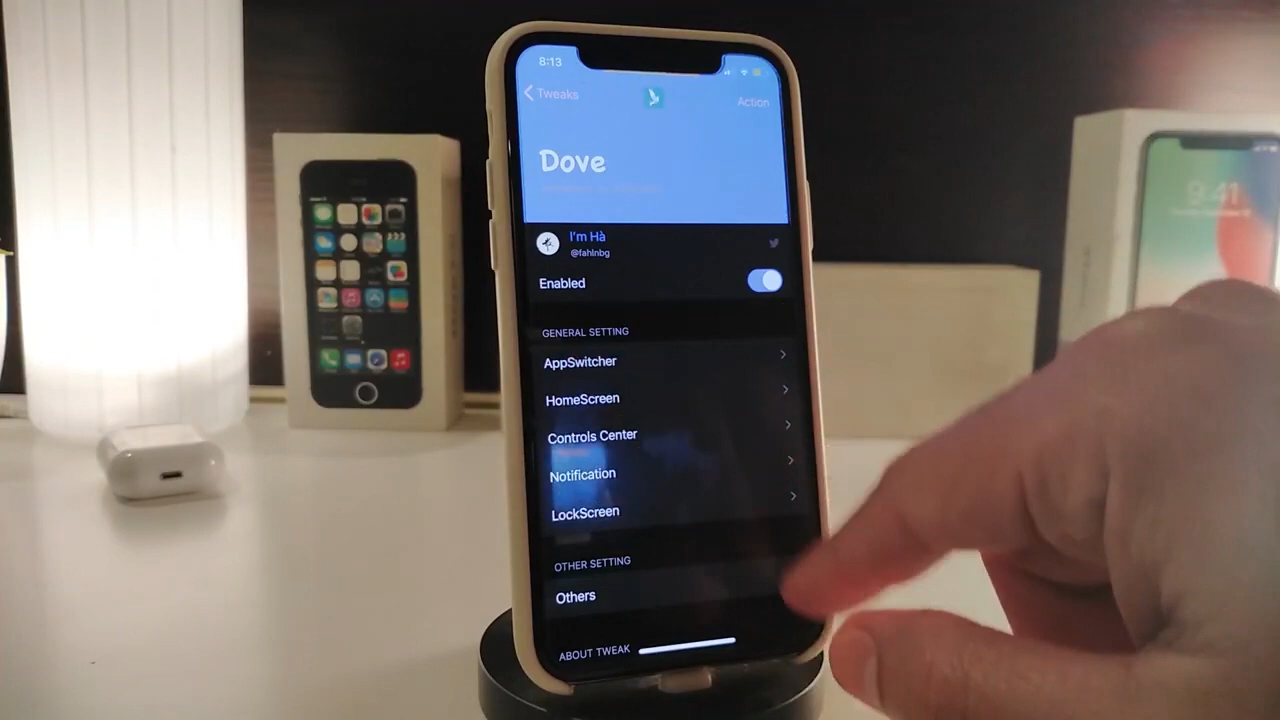 8:13
Tweaks
Action
Dove
I'm Hà
@fahlnbg
Enabled
GENERAL SETTING
AppSwitcher
HomeScreen
Controls Center
Notification
LockScreen
OTHER SETTING
Others
ABOUT TWEAK
9:41